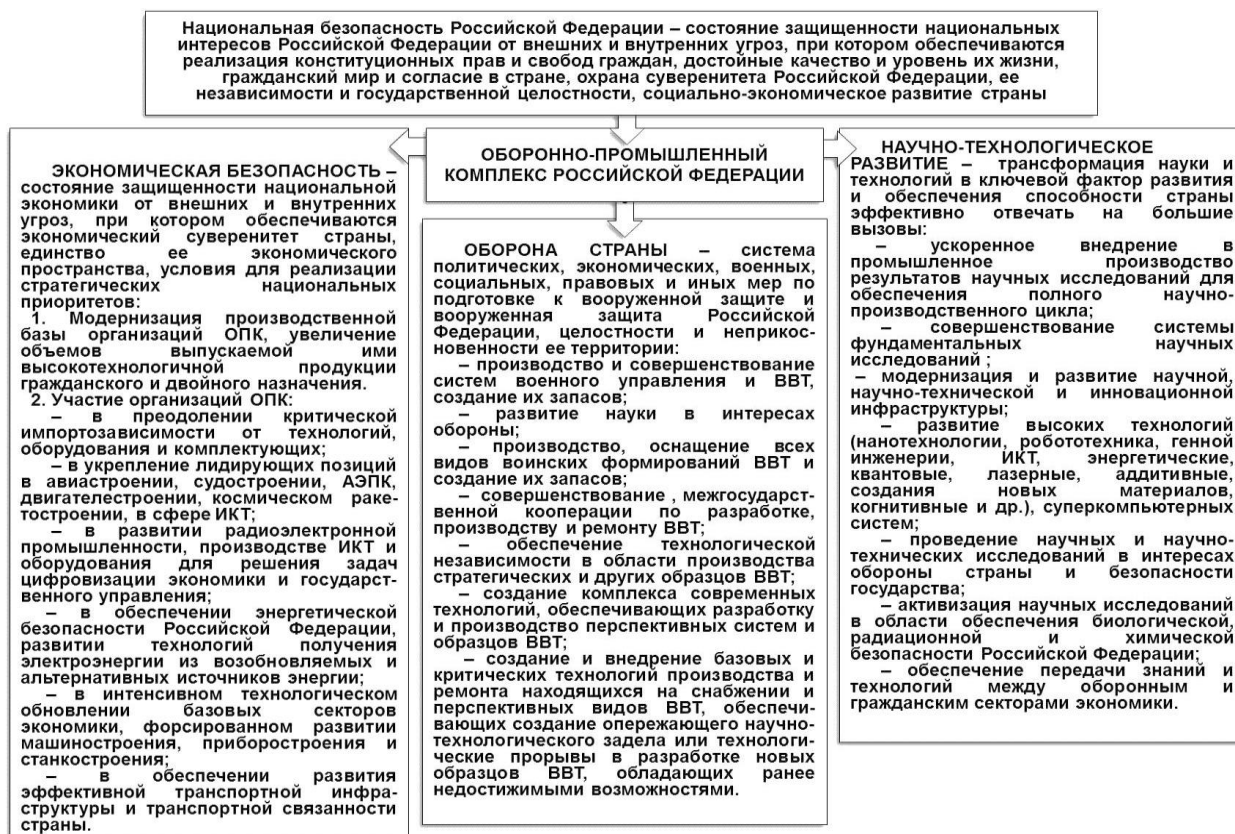 Национальная безопасность Российской Федерации – состояние защищенности национальных
интересов Российской Федерации от внешних и внутренних угроз, при котором обеспечиваются
реализация конституционных прав и свобод граждан, достойные качество и уровень их жизни,
гражданский мир и согласие в стране, охрана суверенитета Российской Федерации, ее
независимости и государственной целостности, социально-экономическое развитие страны
ЭКОНОМИЧЕСКАЯ БЕЗОПАСНОСТЬ –
состояние защищенности национальной
экономики от внешних и внутренних
угроз, при котором обеспечиваются
экономический суверенитет страны,
единство ее экономического
пространства, условия для реализации
стратегических национальных
приоритетов:
1. Модернизация производственной
базы организаций ОПК, увеличение
объемов выпускаемой ими
высокотехнологичной продукции
гражданского и двойного назначения.
2. Участие организаций ОПК:
– в преодолении критической
импортозависимости от технологий,
оборудования и комплектующих;
– в укрепление лидирующих позиций
в авиастроении, судостроении, АЭПК,
двигателестроении, космическом раке-
тостроении, в сфере ИКТ;
– в развитии радиоэлектронной
промышленности, производстве ИКТ и
оборудования для решения задач
цифровизации экономики и государст-
венного управления;
– в обеспечении энергетической
безопасности Российской Федерации,
развитии технологий получения
электроэнергии из возобновляемых и
альтернативных источников энергии;
– в интенсивном технологическом
обновлении базовых секторов
экономики, форсированном развитии
машиностроения, приборостроения и
станкостроения;
– в обеспечении развития
эффективной транспортной инфра-
структуры и транспортной связанности
страны.
ОБОРОННО-ПРОМЫШЛЕННЫЙ
КОМПЛЕКС РОССИЙСКОЙ ФЕДЕРАЦИИ
ОБОРОНА СТРАНЫ – система
политических, экономических, военных,
социальных, правовых и иных мер по
подготовке к вооруженной защите и
вооруженная защита Российской
Федерации, целостности и неприкос-
новенности ее территории:
– производство и совершенствование
систем военного управления и ВВТ,
создание их запасов;
– развитие науки в интересах
обороны;
– производство, оснащение всех
видов воинских формирований ВВТ и
создание их запасов;
– совершенствование , межгосударст-
венной кооперации по разработке,
производству и ремонту ВВТ;
– обеспечение технологической
независимости в области производства
стратегических и других образцов ВВТ;
– создание комплекса современных
технологий, обеспечивающих разработку
и производство перспективных систем и
образцов ВВТ;
– создание и внедрение базовых и
критических технологий производства и
ремонта находящихся на снабжении и
перспективных видов ВВТ, обеспечи-
вающих создание опережающего научно-
технологического задела или технологи-
ческие прорывы в разработке новых
образцов ВВТ, обладающих ранее
недостижимыми возможностями.
НАУЧНО-ТЕХНОЛОГИЧЕСКОЕ
РАЗВИТИЕ – трансформация науки и
технологий в ключевой фактор развития
и обеспечения способности страны
эффективно отвечать на большие
вызовы:
– ускоренное внедрение в
промышленное производство
результатов научных исследований для
обеспечения полного научно-
производственного цикла;
– совершенствование системы
фундаментальных научных
исследований ;
– модернизация и развитие научной,
научно-технической и инновационной
инфраструктуры;
– развитие высоких технологий
(нанотехнологии, робототехника, генной
инженерии, ИКТ, энергетические,
квантовые, лазерные, аддитивные,
создания новых материалов,
когнитивные и др.), суперкомпьютерных
систем;
– проведение научных и научно-
технических исследований в интересах
обороны страны и безопасности
государства;
– активизация научных исследований
в области обеспечения биологической,
радиационной и химической
безопасности Российской Федерации;
– обеспечение передачи знаний и
технологий между оборонным и
гражданским секторами экономики.